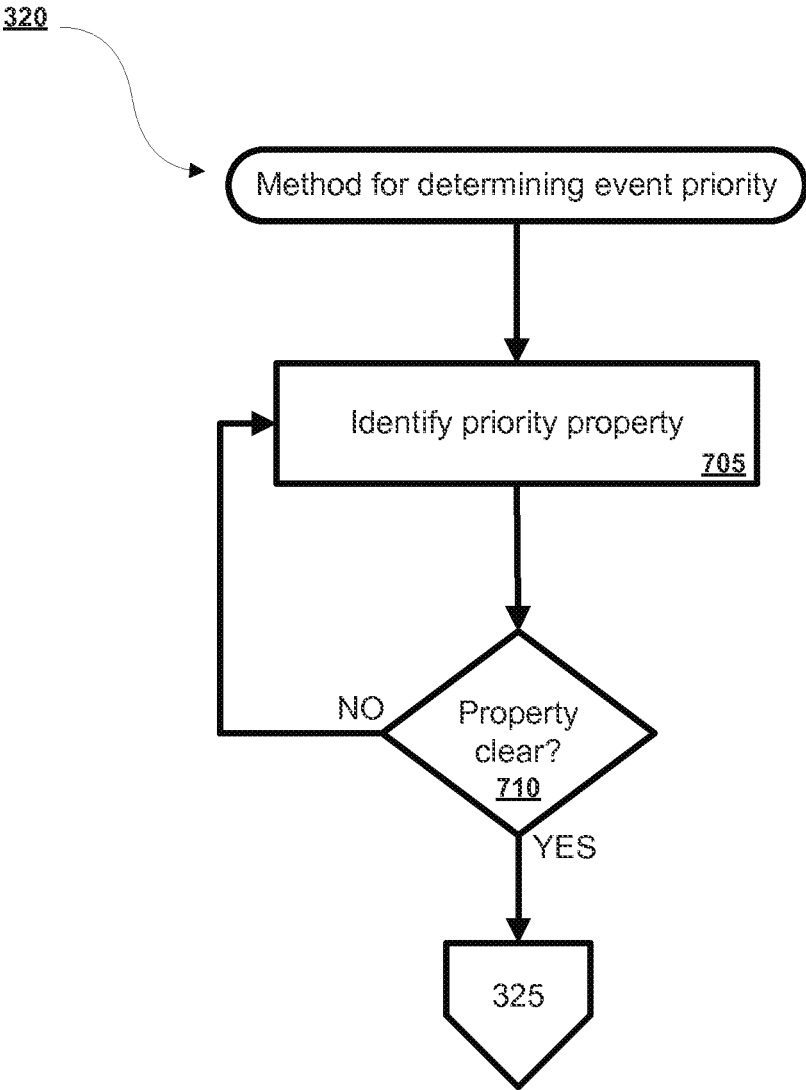 320
Method for determining event priority
Identify priority property
705
NO
Property
clear?
710
YES
325